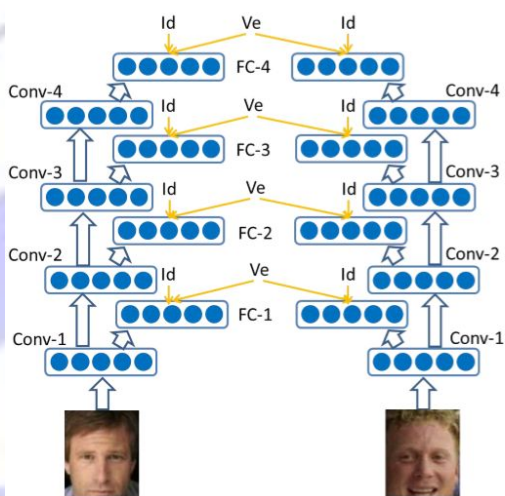 Id Ve Id
FC-4
Conv-4 Conv-4
Id Ve Id
FC-3
Conv-3 Conv-3
Id Ve Id
FC-2
Conv-2 Conv-2
Id Ve Id
FC-1
Conv-1 Conv-1